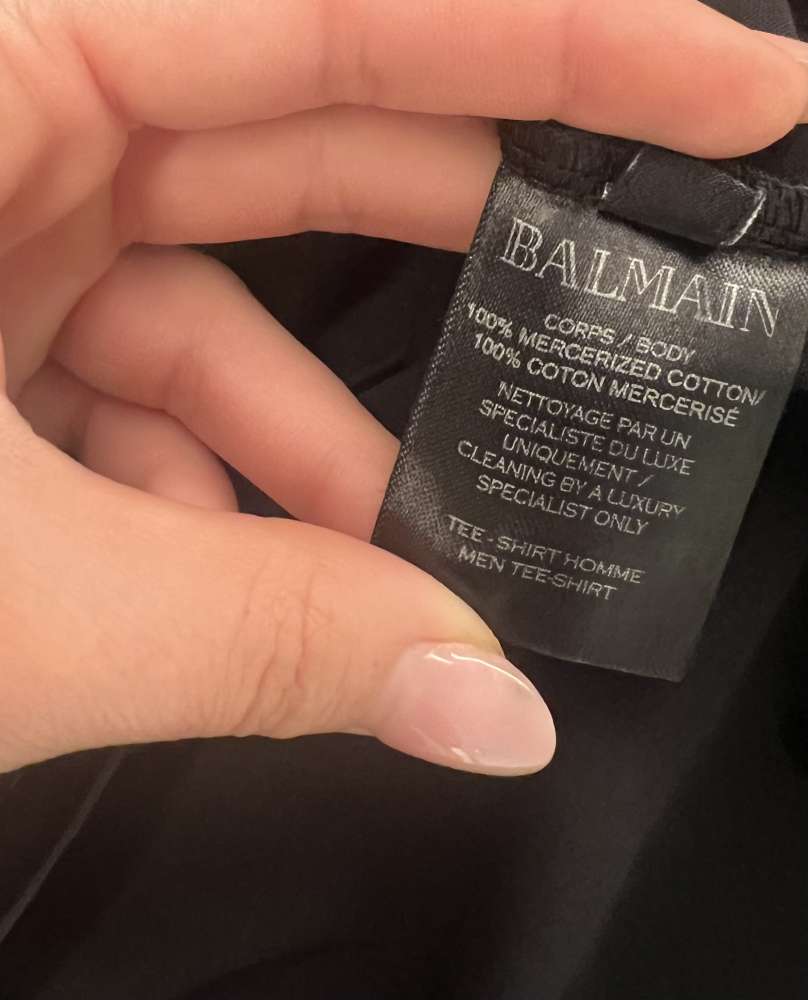 BALMAIN
CORPS / BODY
100% MERCERIZED COTTON/
100% COTON MERCERISÉ
NETTOYAGE PAR UN
SPECIALISTE DU LUXE
UNIQUEMENT /
CLEANING BY A LUXURY
SPECIALIST ONLY
TEE - SHIRT HOMME
MEN TEE-SHIRT